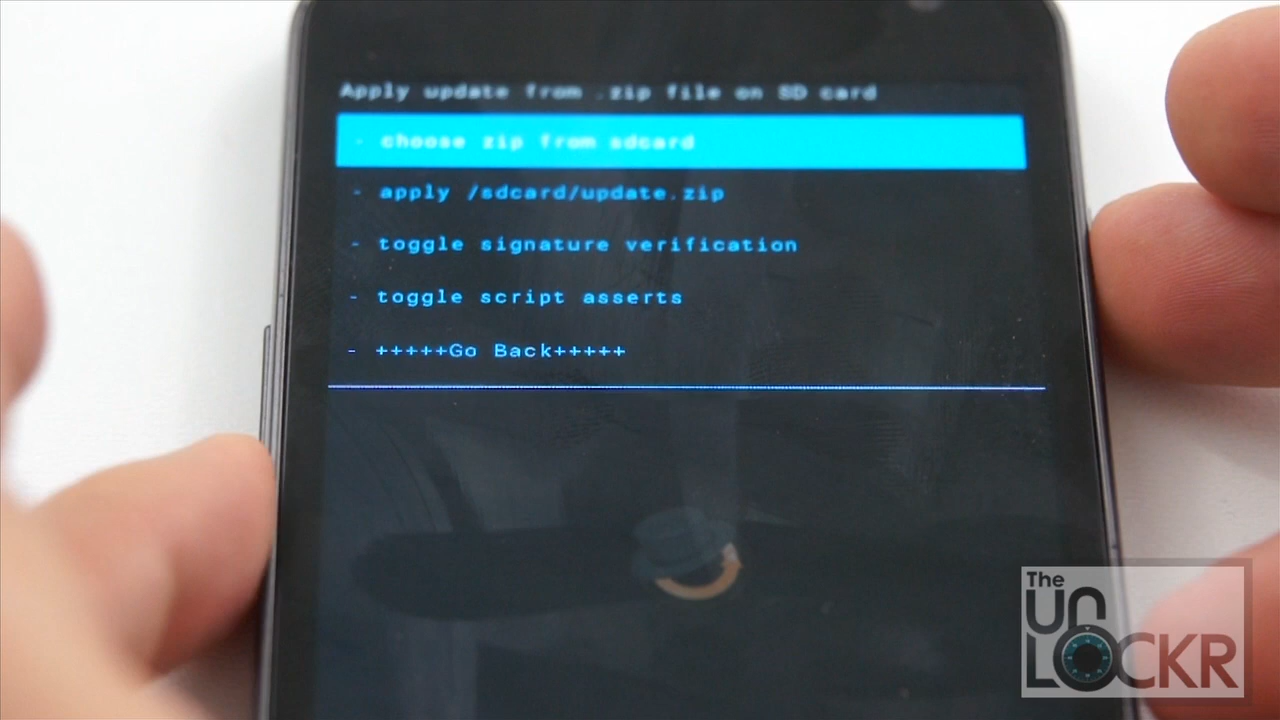 Apply update from .zip file on SD card
- choose zip from sdcard
- apply /sdcard/update.zip
- toggle signature verification
- toggle script asserts
- +++++Go Back+++++
The
UNLOCKR